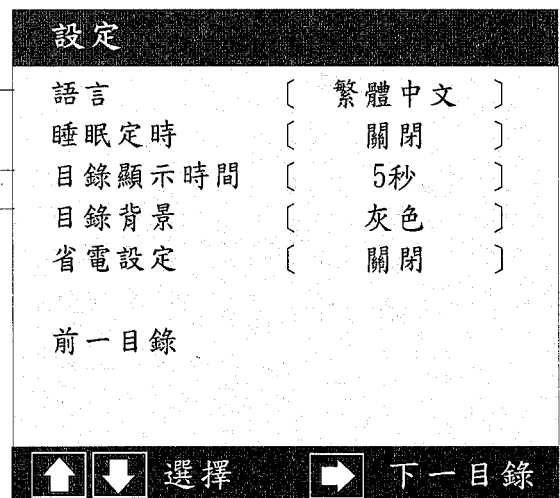 設定
語言 〔 繁體中文 〕
睡眠定時 〔 關閉 〕
目錄顯示時間 〔 5秒 〕
目錄背景 〔 灰色 〕
省電設定 〔 關閉 〕
前一目錄
選擇 下一目錄